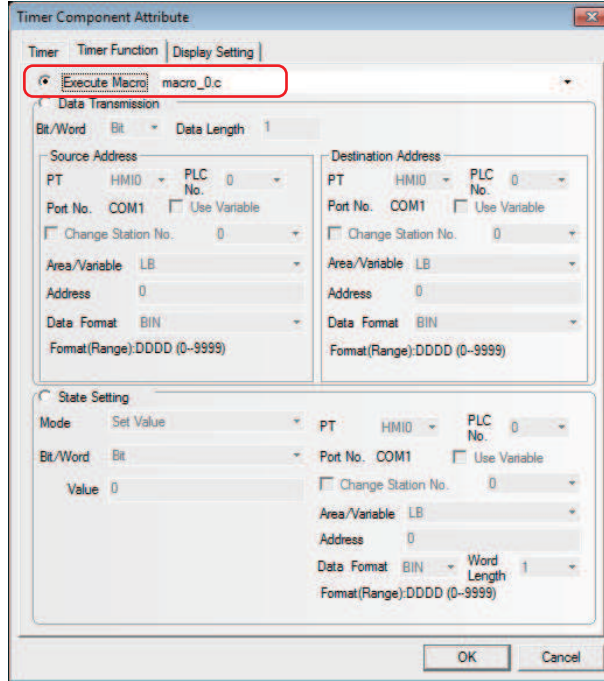 Timer Component Attribute
Timer Timer Function Display Setting
Execute Macro macro_0.c
Data Transmission
Bit/Word Bit Data Length 1
Source Address
PT HMI0 PLC No. 0
Port No. COM1 Use Variable
Change Station No. 0
Area/Variable LB
Address 0
Data Format BIN
Format(Range):DDDD (0--9999)
Destination Address
PT HMI0 PLC No. 0
Port No. COM1 Use Variable
Change Station No. 0
Area/Variable LB
Address 0
Data Format BIN
Format(Range):DDDD (0--9999)
State Setting
Mode Set Value
Bit/Word Bit
Value 0
PT HMI0 PLC No. 0
Port No. COM1 Use Variable
Change Station No. 0
Area/Variable LB
Address 0
Data Format BIN Word Length 1
Format(Range):DDDD (0--9999)
OK Cancel